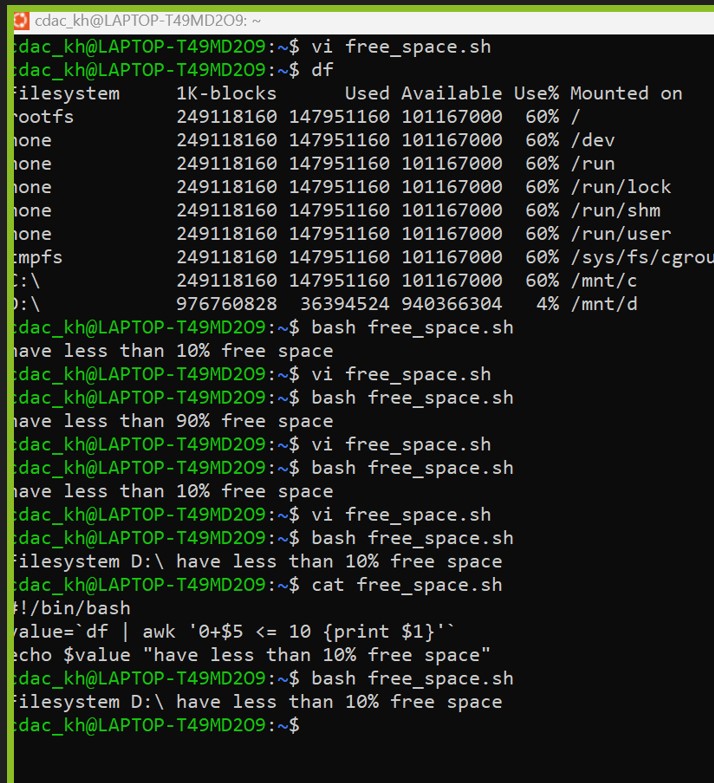 cdac_kh@LAPTOP-T49MD2O9: ~
cdac_kh@LAPTOP-T49MD2O9:~$ vi free_space.sh
cdac_kh@LAPTOP-T49MD2O9:~$ df
Filesystem     1K-blocks      Used Available Use% Mounted on
rootfs         249118160 147951160 101167000  60% /
none           249118160 147951160 101167000  60% /dev
none           249118160 147951160 101167000  60% /run
none           249118160 147951160 101167000  60% /run/lock
none           249118160 147951160 101167000  60% /run/shm
none           249118160 147951160 101167000  60% /run/user
tmpfs          249118160 147951160 101167000  60% /sys/fs/cgrou
C:\            249118160 147951160 101167000  60% /mnt/c
D:\            976760828  36394524 940366304   4% /mnt/d
cdac_kh@LAPTOP-T49MD2O9:~$ bash free_space.sh
have less than 10% free space
cdac_kh@LAPTOP-T49MD2O9:~$ vi free_space.sh
cdac_kh@LAPTOP-T49MD2O9:~$ bash free_space.sh
have less than 90% free space
cdac_kh@LAPTOP-T49MD2O9:~$ vi free_space.sh
cdac_kh@LAPTOP-T49MD2O9:~$ bash free_space.sh
have less than 10% free space
cdac_kh@LAPTOP-T49MD2O9:~$ vi free_space.sh
cdac_kh@LAPTOP-T49MD2O9:~$ bash free_space.sh
Filesystem D:\ have less than 10% free space
cdac_kh@LAPTOP-T49MD2O9:~$ cat free_space.sh
#!/bin/bash
value=`df | awk '0+$5 <= 10 {print $1}'`
echo $value "have less than 10% free space"
cdac_kh@LAPTOP-T49MD2O9:~$ bash free_space.sh
Filesystem D:\ have less than 10% free space
cdac_kh@LAPTOP-T49MD2O9:~$